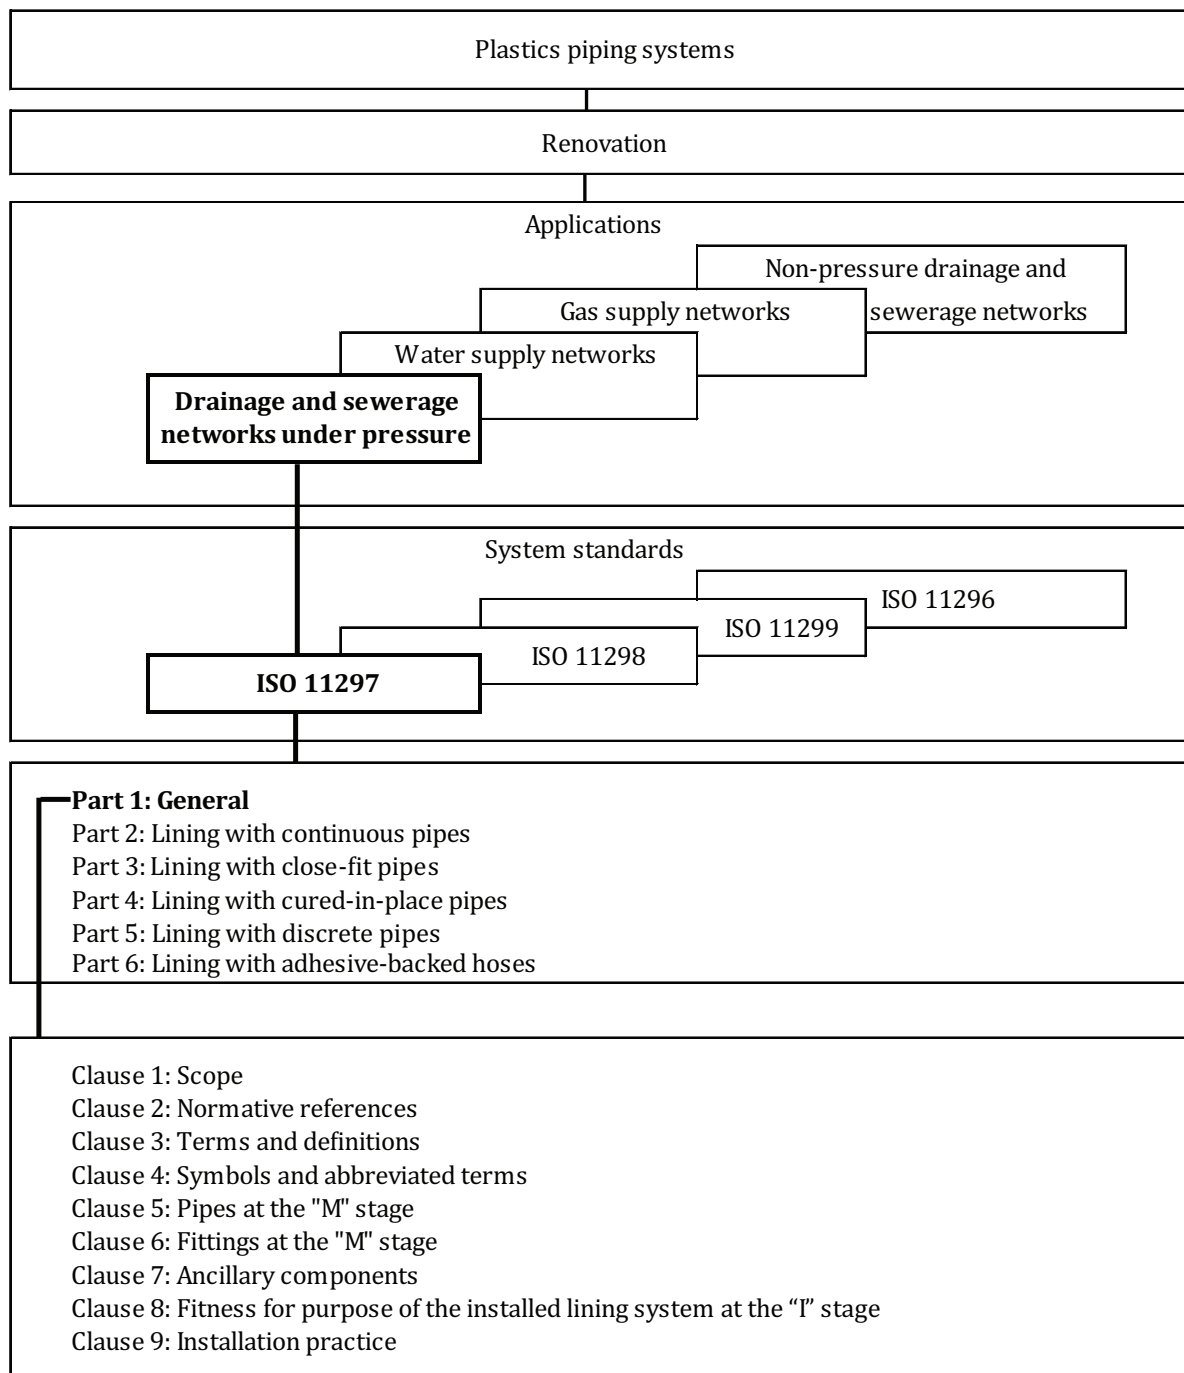 Plastics piping systems
Renovation
Applications
Non-pressure drainage and
sewerage networks
Gas supply networks
Water supply networks
Drainage and sewerage
networks under pressure
System standards
ISO 11296
ISO 11299
ISO 11298
ISO 11297
Part 1: General
Part 2: Lining with continuous pipes
Part 3: Lining with close-fit pipes
Part 4: Lining with cured-in-place pipes
Part 5: Lining with discrete pipes
Part 6: Lining with adhesive-backed hoses
Clause 1: Scope
Clause 2: Normative references
Clause 3: Terms and definitions
Clause 4: Symbols and abbreviated terms
Clause 5: Pipes at the "M" stage
Clause 6: Fittings at the "M" stage
Clause 7: Ancillary components
Clause 8: Fitness for purpose of the installed lining system at the “I” stage
Clause 9: Installation practice